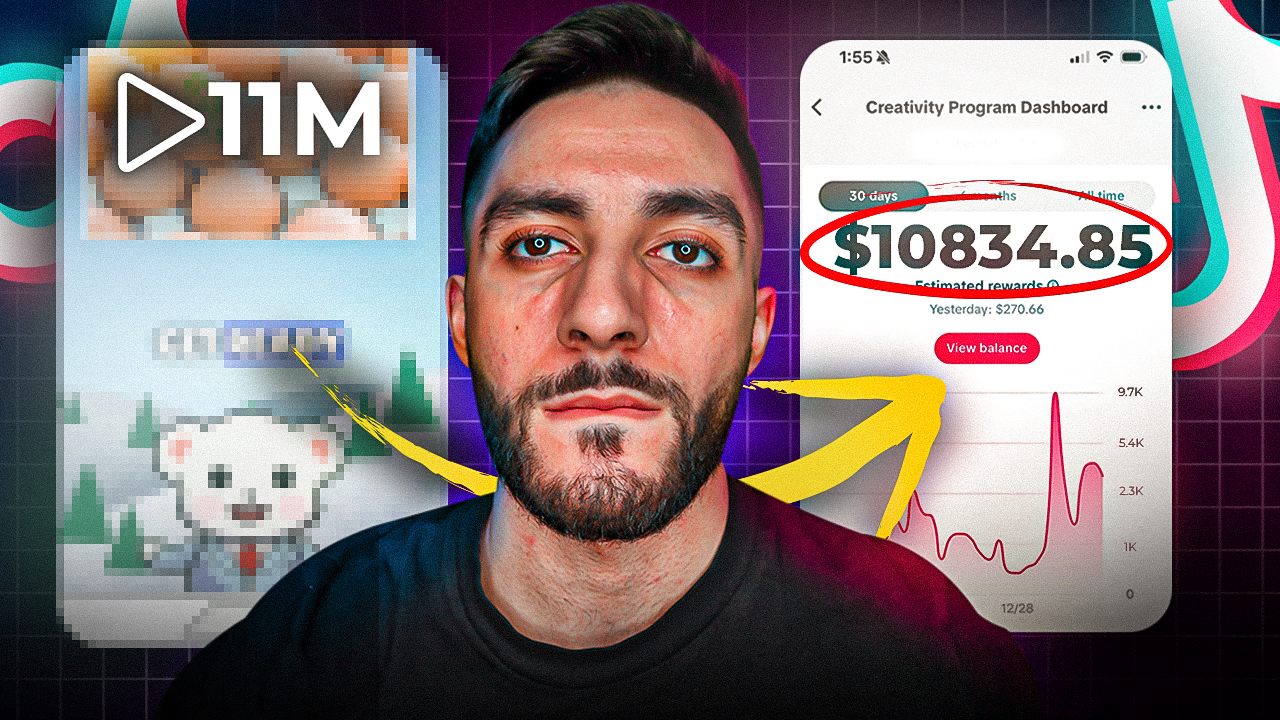 11M
1:55
Creativity Program Dashboard
30 days
All time
$10834.85
Estimated rewards
Yesterday: $270.66
View balance
9.7K
5.4K
2.3K
1K
0
12/28